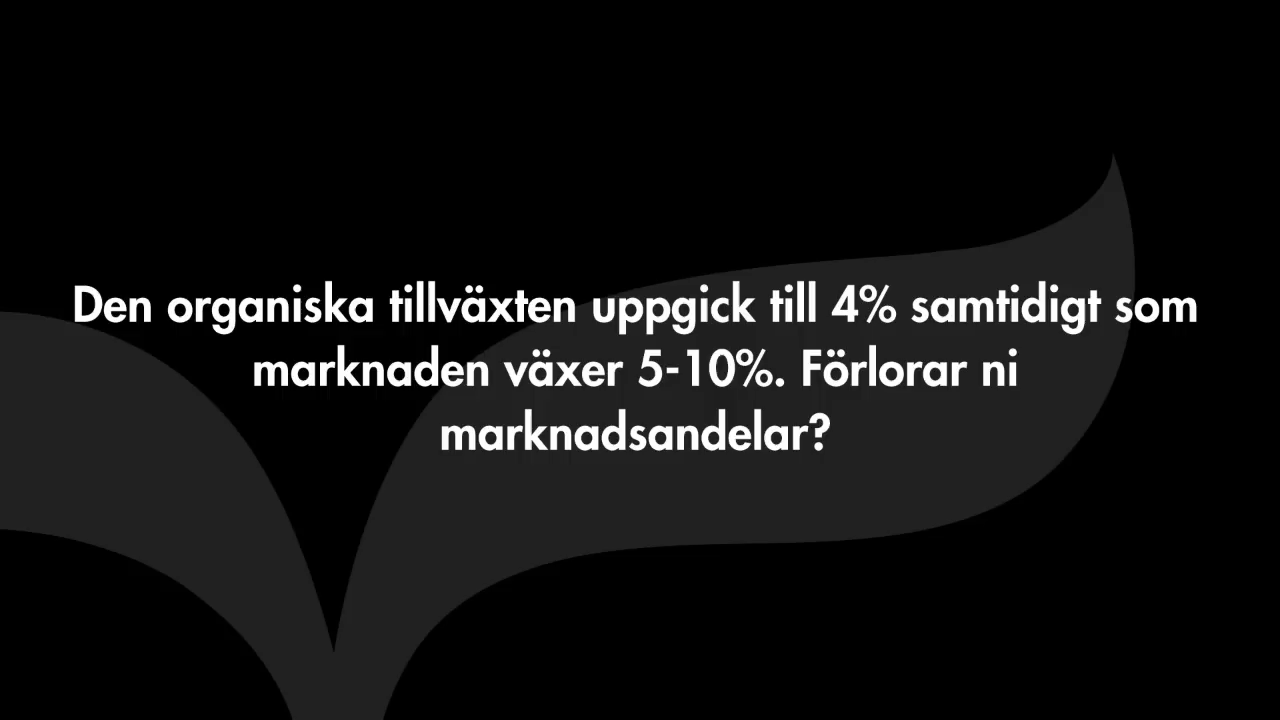 Den organiska tillväxten uppgick till 4% samtidigt som
marknaden växer 5-10%. Förlorar ni
marknadsandelar?